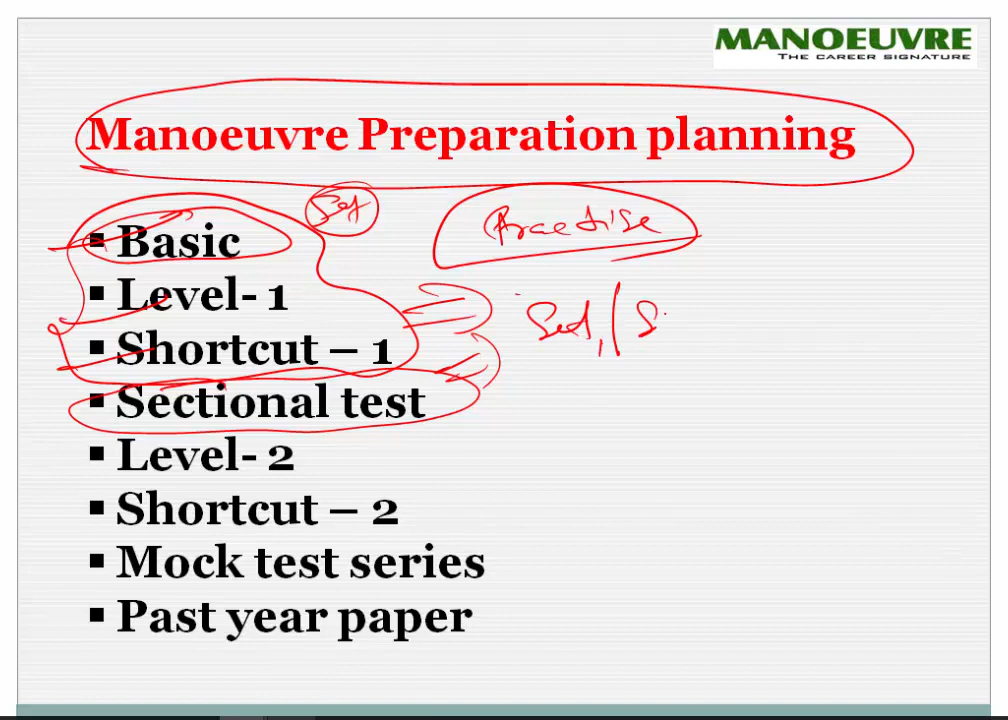 MANOEUVRE
THE CAREER SIGNATURE
Manoeuvre Preparation planning
Practise
▪ Basic
▪ Level- 1
▪ Shortcut – 1
▪ Sectional test
▪ Level- 2
▪ Shortcut – 2
▪ Mock test series
▪ Past year paper